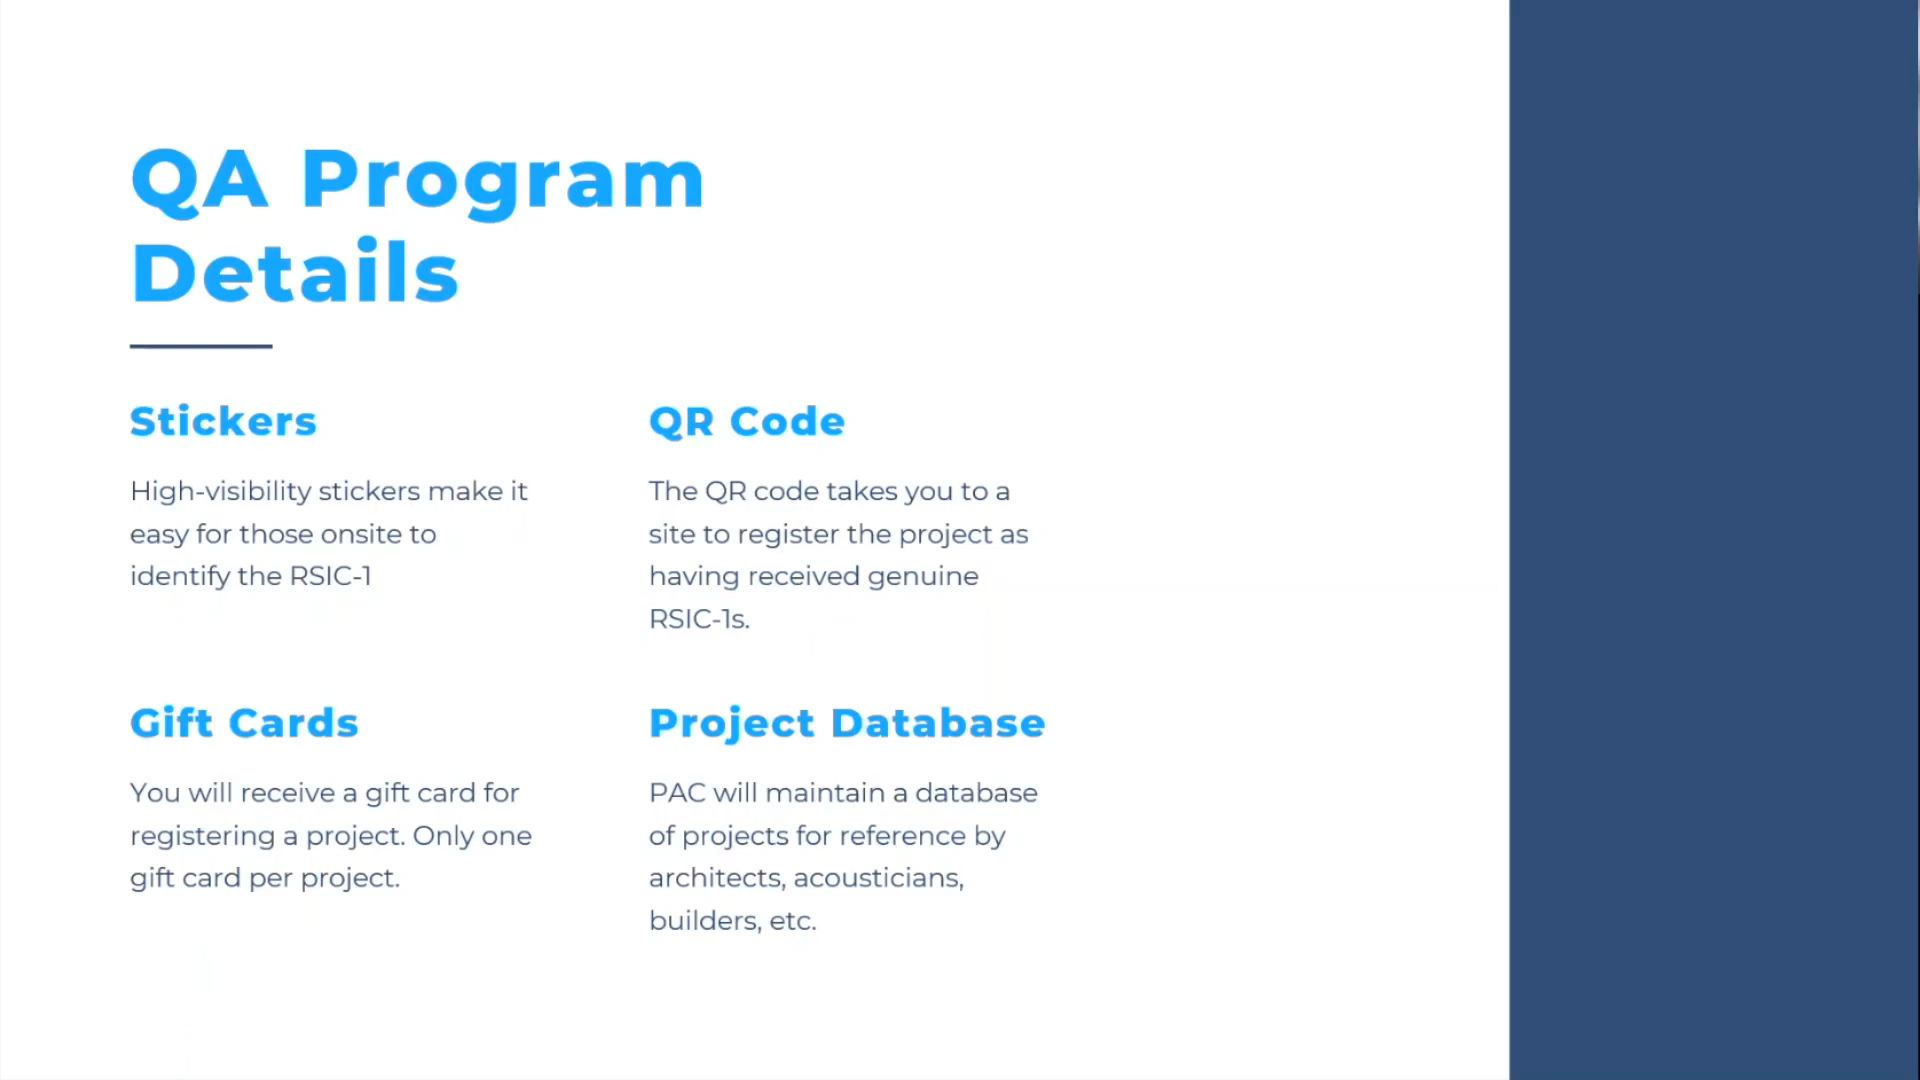 QA Program
Details
Stickers
High-visibility stickers make it
easy for those onsite to
identify the RSIC-1
QR Code
The QR code takes you to a
site to register the project as
having received genuine
RSIC-1s.
Gift Cards
You will receive a gift card for
registering a project. Only one
gift card per project.
Project Database
PAC will maintain a database
of projects for reference by
architects, acousticians,
builders, etc.